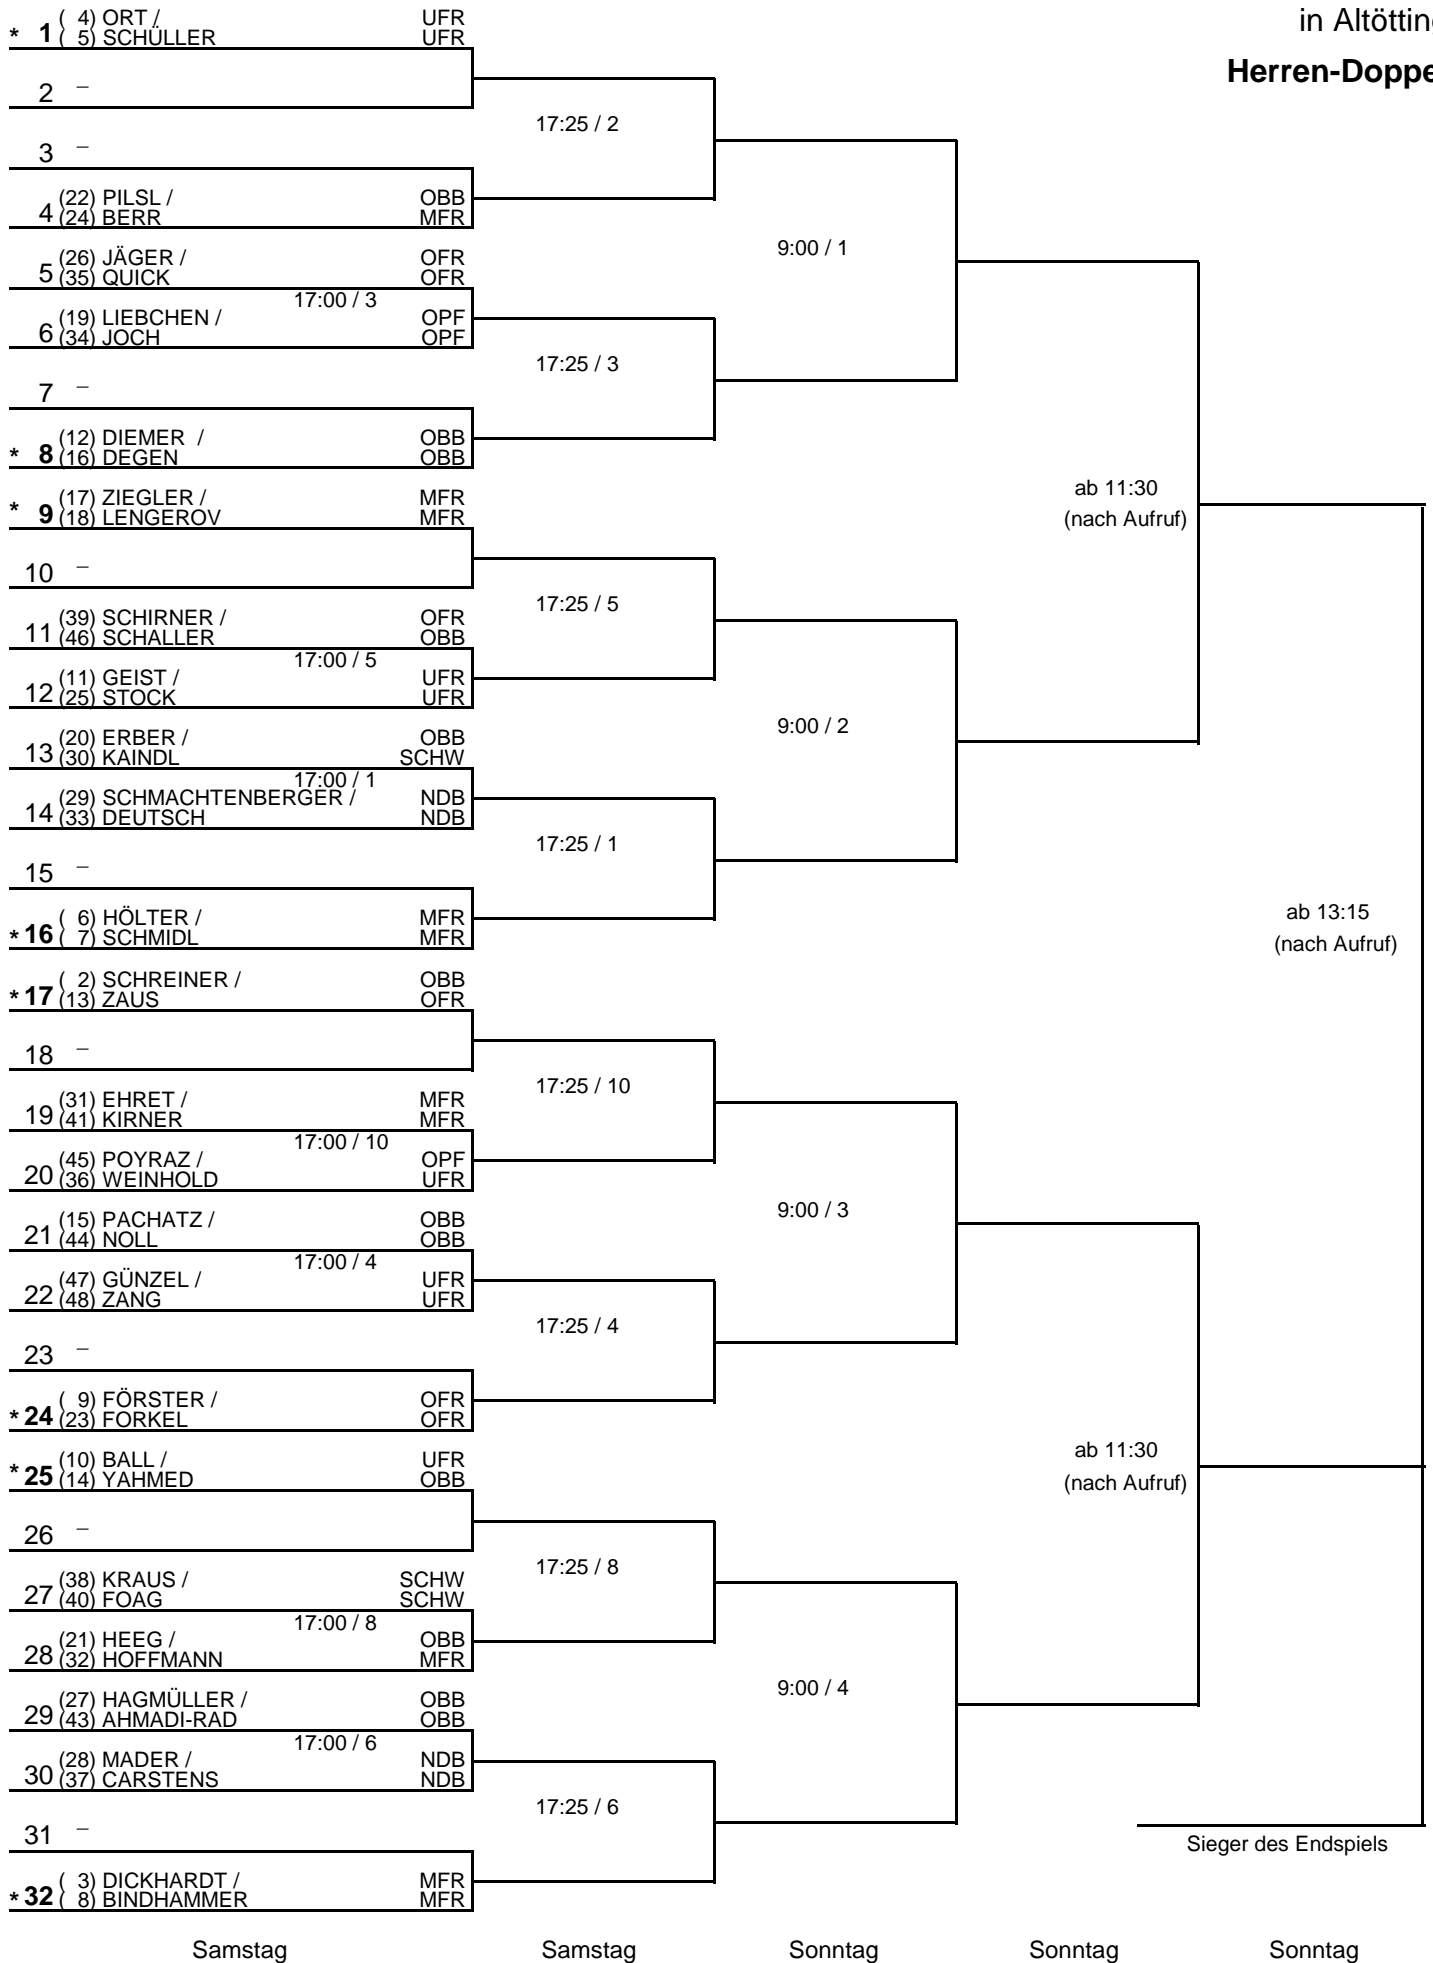 in Altötting
Herren-Doppe
( 4) ORT / UFR
* 1 ( 5) SCHÜLLER UFR
2 –
17:25 / 2
3 –
(22) PILSL / OBB
4 (24) BERR MFR
9:00 / 1
(26) JÄGER / OFR
5 (35) QUICK OFR
17:00 / 3
(19) LIEBCHEN / OPF
6 (34) JOCH OPF
17:25 / 3
7 –
(12) DIEMER / OBB
* 8 (16) DEGEN OBB
ab 11:30
(nach Aufruf)
(17) ZIEGLER / MFR
* 9 (18) LENGEROV MFR
10 –
17:25 / 5
(39) SCHIRNER / OFR
11 (46) SCHALLER OBB
17:00 / 5
(11) GEIST / UFR
12 (25) STOCK UFR
9:00 / 2
(20) ERBER / OBB
13 (30) KAINDL SCHW
17:00 / 1
(29) SCHMACHTENBERGER / NDB
14 (33) DEUTSCH NDB
17:25 / 1
15 –
( 6) HÖLTER / MFR
* 16 ( 7) SCHMIDL MFR
ab 13:15
(nach Aufruf)
( 2) SCHREINER / OBB
* 17 (13) ZAUS OFR
18 –
17:25 / 10
(31) EHRET / MFR
19 (41) KIRNER MFR
17:00 / 10
(45) POYRAZ / OPF
20 (36) WEINHOLD UFR
9:00 / 3
(15) PACHATZ / OBB
21 (44) NOLL OBB
17:00 / 4
(47) GÜNZEL / UFR
22 (48) ZANG UFR
17:25 / 4
23 –
( 9) FÖRSTER / OFR
* 24 (23) FORKEL OFR
ab 11:30
(nach Aufruf)
(10) BALL / UFR
* 25 (14) YAHMED OBB
26 –
17:25 / 8
(38) KRAUS / SCHW
27 (40) FOAG SCHW
17:00 / 8
(21) HEEG / OBB
28 (32) HOFFMANN MFR
9:00 / 4
(27) HAGMÜLLER / OBB
29 (43) AHMADI-RAD OBB
17:00 / 6
(28) MADER / NDB
30 (37) CARSTENS NDB
17:25 / 6
31 –
Sieger des Endspiels
( 3) DICKHARDT / MFR
* 32 ( 8) BINDHAMMER MFR
Samstag Samstag Sonntag Sonntag Sonntag